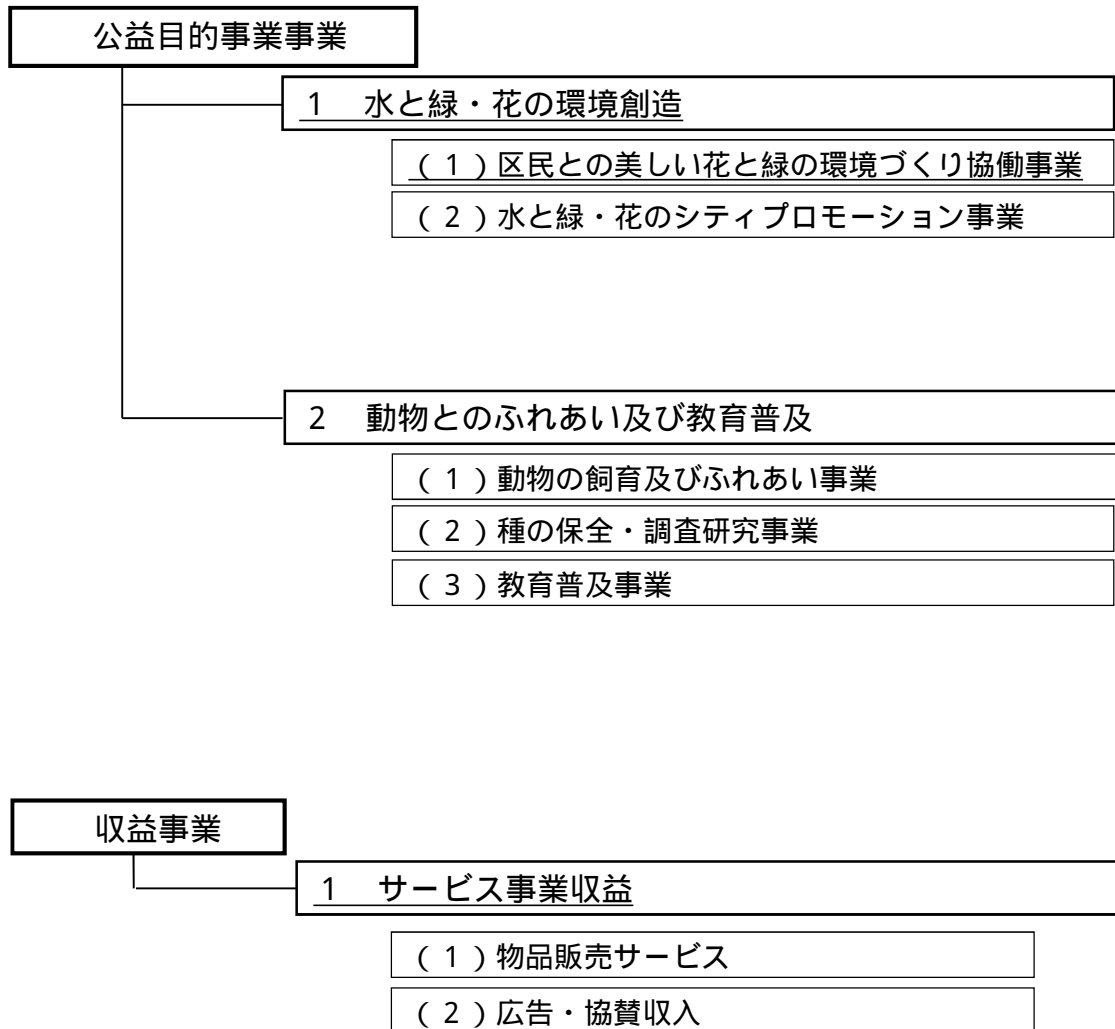 公益目的事業事業
1 水と緑・花の環境創造
(1)区民との美しい花と緑の環境づくり協働事業
(2)水と緑・花のシティプロモーション事業
2 動物とのふれあい及び教育普及
(1)動物の飼育及びふれあい事業
(2)種の保全・調査研究事業
(3)教育普及事業
収益事業
1 サービス事業収益
(1)物品販売サービス
(2)広告・協賛収入